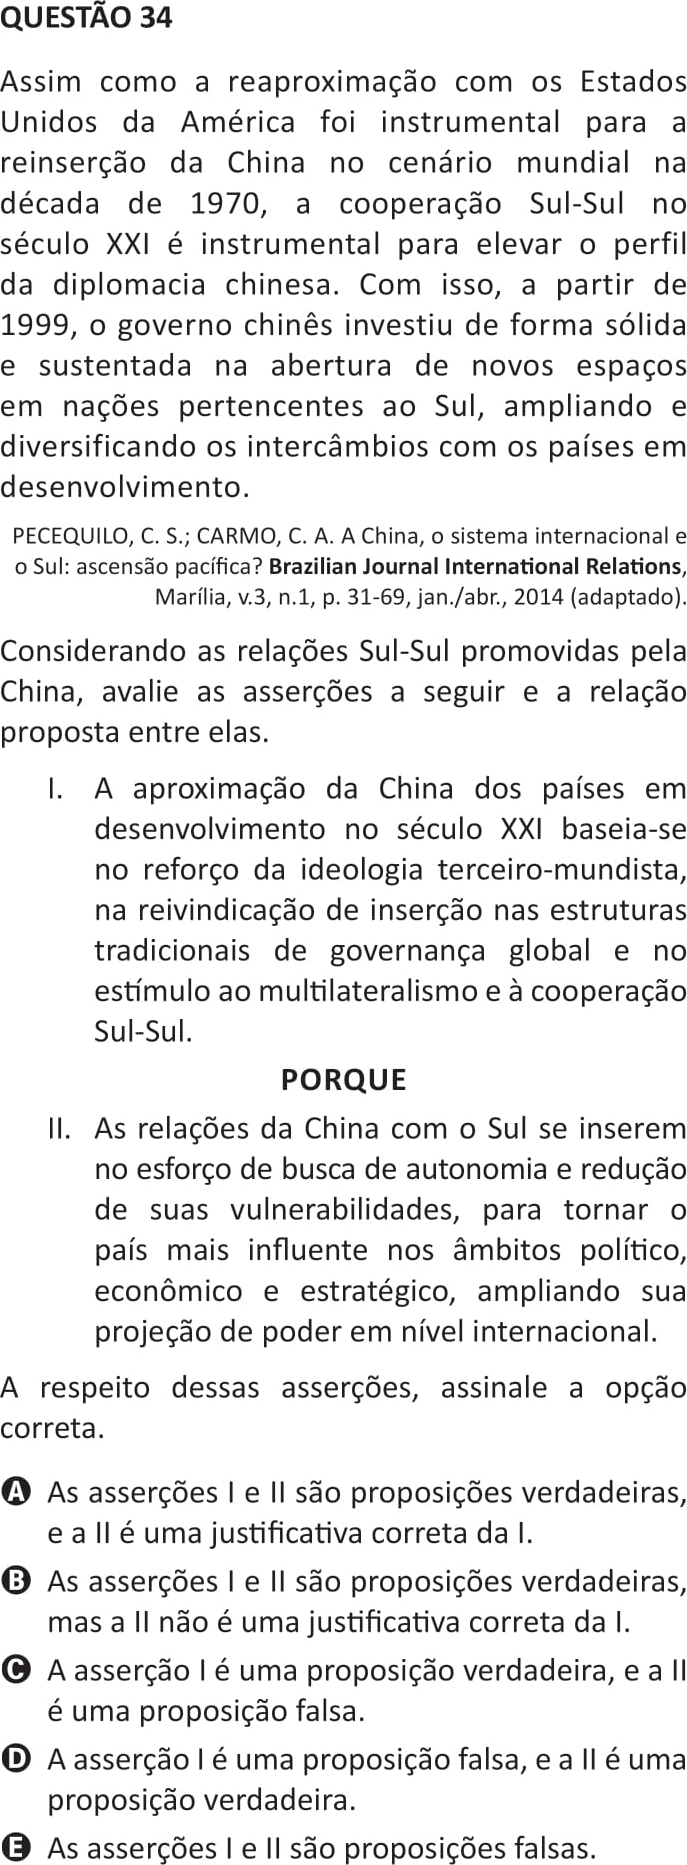 QUESTÃO 34
Assim como a reaproximação com os Estados
Unidos da América foi instrumental para a
reinserção da China no cenário mundial na
década de 1970, a cooperação Sul-Sul no
século XXI é instrumental para elevar o perfil
da diplomacia chinesa. Com isso, a partir de
1999, o governo chinês investiu de forma sólida
e sustentada na abertura de novos espaços
em nações pertencentes ao Sul, ampliando e
diversificando os intercâmbios com os países em
desenvolvimento.
PECEQUILO, C. S.; CARMO, C. A. A China, o sistema internacional e
o Sul: ascensão pacífica? Brazilian Journal International Relations,
Marília, v.3, n.1, p. 31-69, jan./abr., 2014 (adaptado).
Considerando as relações Sul-Sul promovidas pela
China, avalie as asserções a seguir e a relação
proposta entre elas.
I. A aproximação da China dos países em
desenvolvimento no século XXI baseia-se
no reforço da ideologia terceiro-mundista,
na reivindicação de inserção nas estruturas
tradicionais de governança global e no
estímulo ao multilateralismo e à cooperação
Sul-Sul.
PORQUE
II. As relações da China com o Sul se inserem
no esforço de busca de autonomia e redução
de suas vulnerabilidades, para tornar o
país mais influente nos âmbitos político,
econômico e estratégico, ampliando sua
projeção de poder em nível internacional.
A respeito dessas asserções, assinale a opção
correta.
A As asserções I e II são proposições verdadeiras,
e a II é uma justificativa correta da I.
B As asserções I e II são proposições verdadeiras,
mas a II não é uma justificativa correta da I.
C A asserção I é uma proposição verdadeira, e a II
é uma proposição falsa.
D A asserção I é uma proposição falsa, e a II é uma
proposição verdadeira.
E As asserções I e II são proposições falsas.